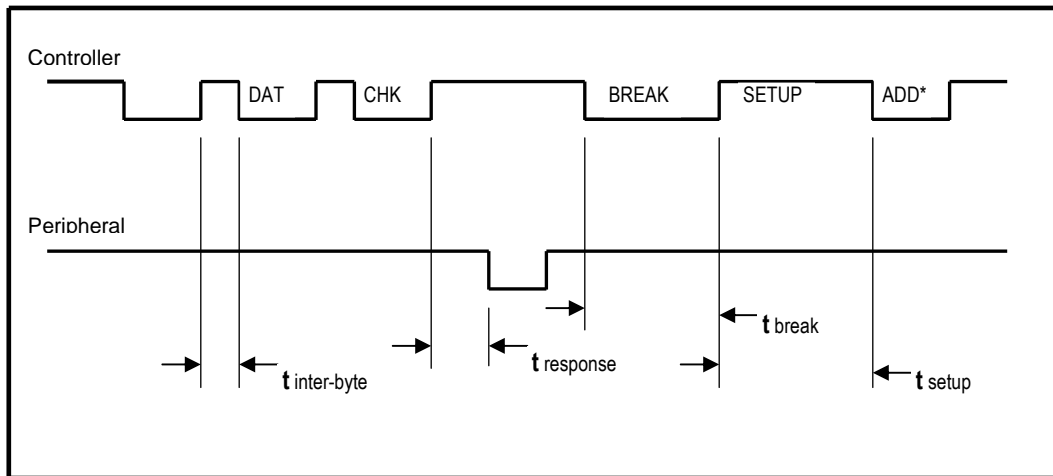 Controller
DAT CHK BREAK SETUP ADD*
Peripheral
t break
t response
t inter-byte
t setup